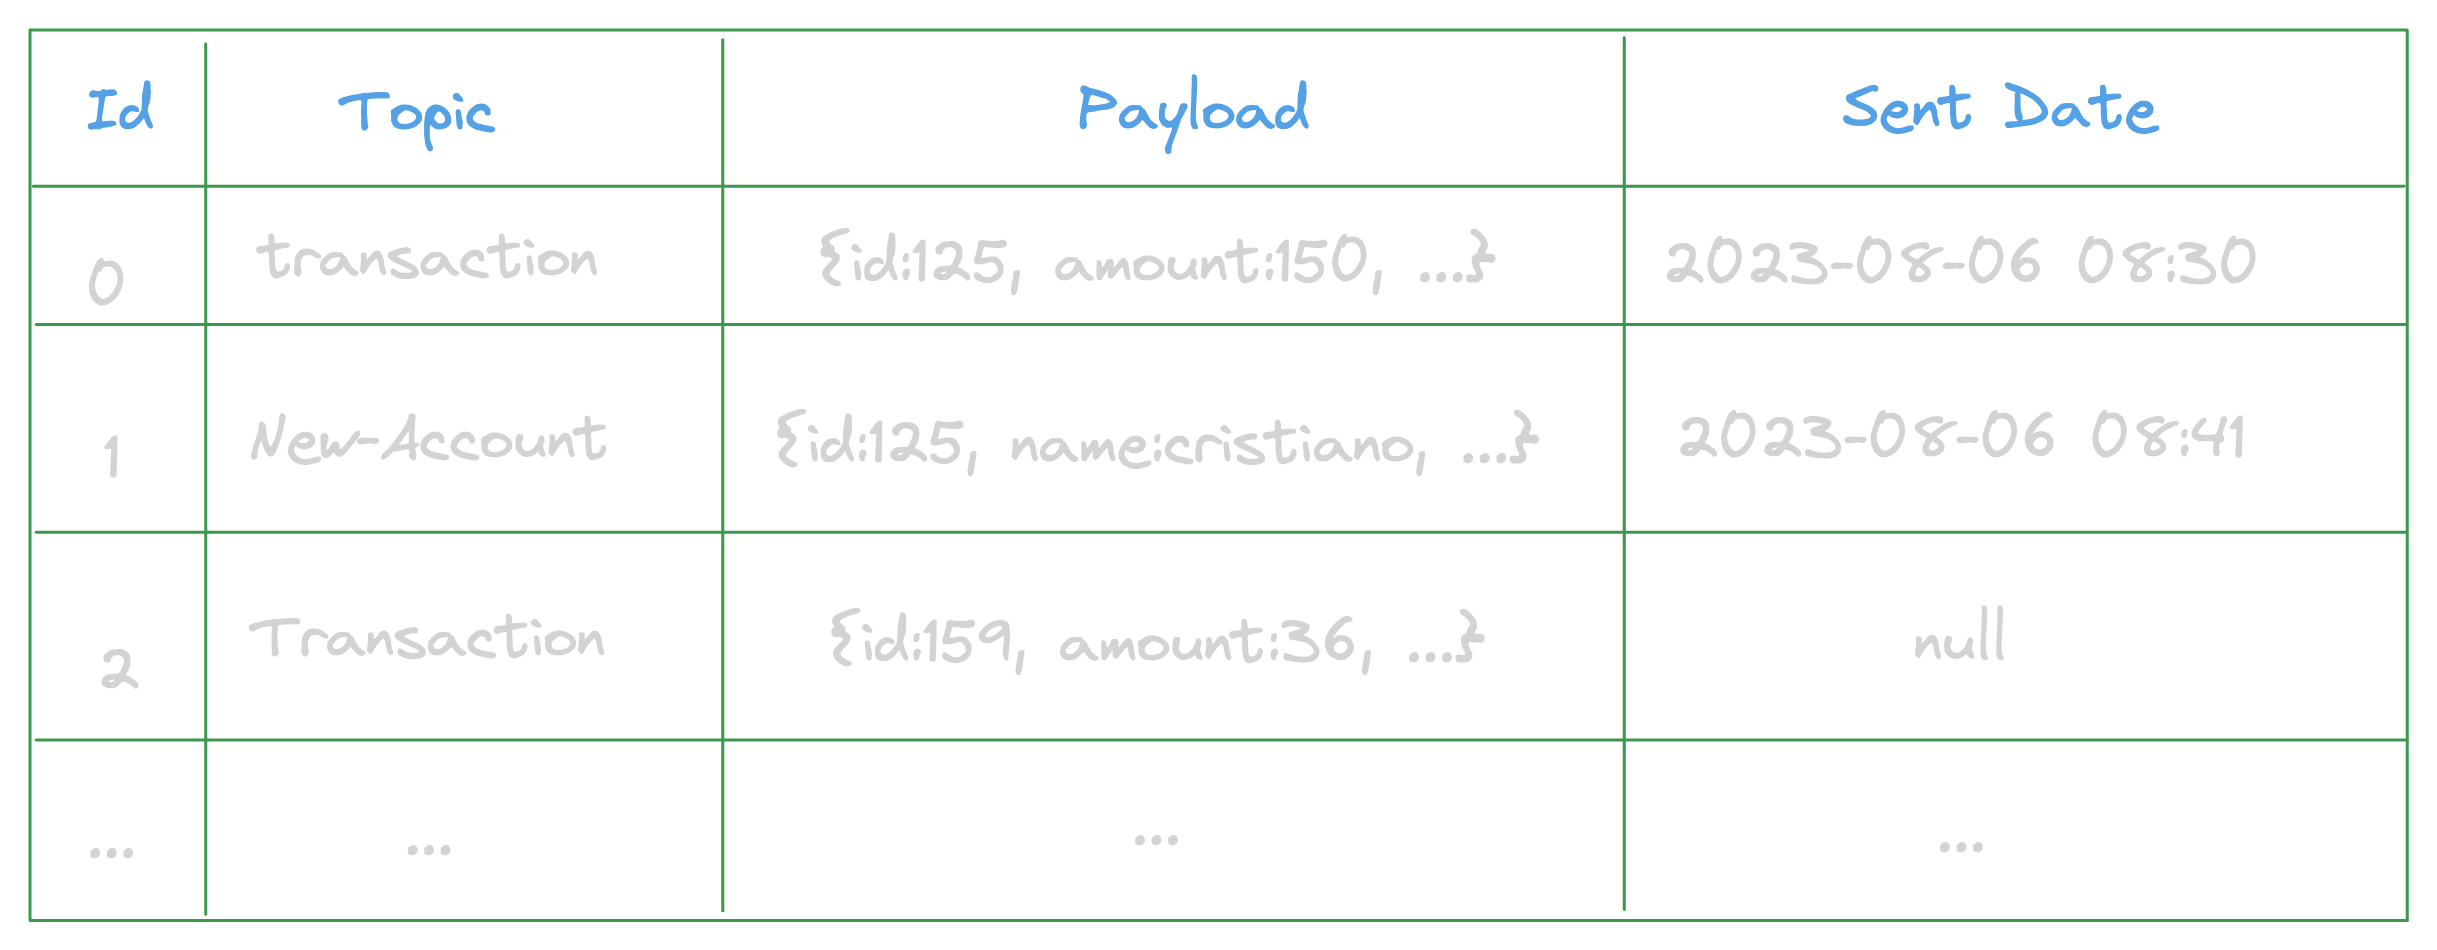 Id Topic Payload Sent Date
0 transaction {id:125, amount:150, ...} 2023-08-06 08:30
1 New-Account {id:125, name:cristiano, ...} 2023-08-06 08:41
2 Transaction {id:159, amount:36, ...} null
... ... ... ...